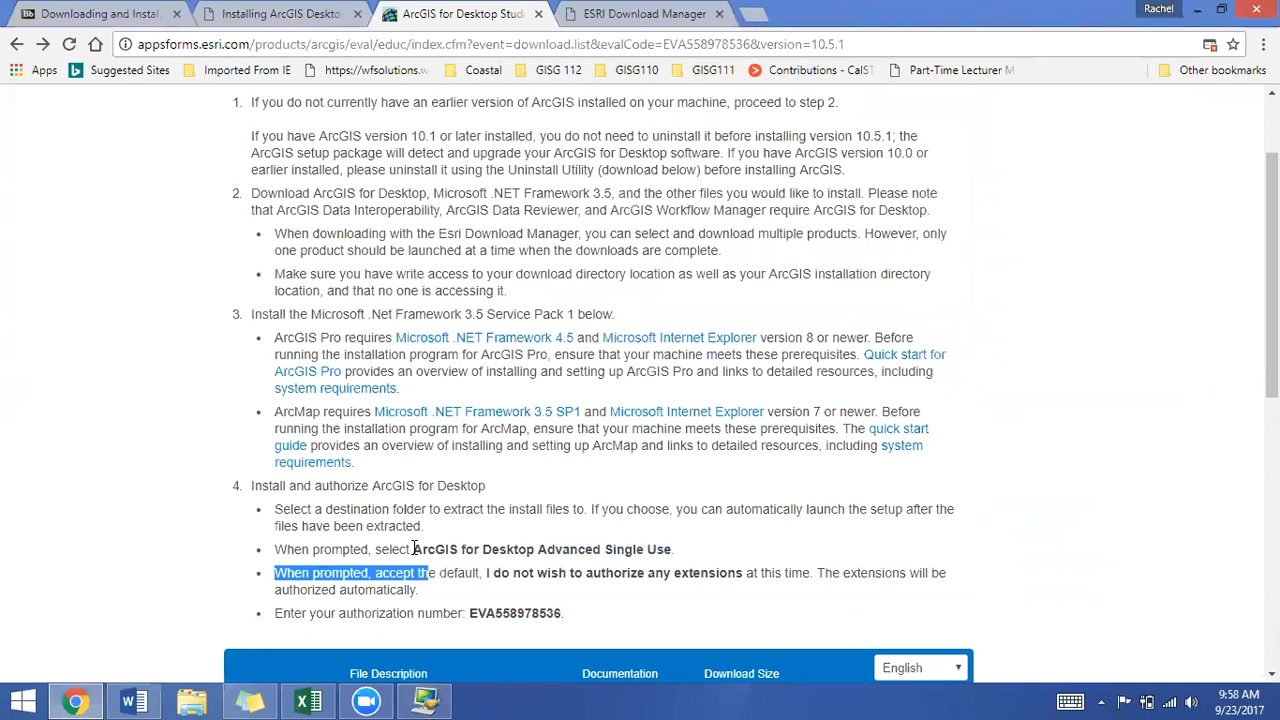 Rachel
Downloading and Instal
Installing ArcGIS Deskto
ArcGIS for Desktop Stud
ESRI Download Manager
appsforms.esri.com/products/arcgis/eval/educ/index.cfm?event=download.list&evalCode=EVA558978536&version=10.5.1
Apps
Suggested Sites
Imported From IE
https://wfsolutions.
Coastal
GISG 112
GISG110
GISG111
Contributions - CalST
Part-Time Lecturer M
Other bookmarks
1. If you do not currently have an earlier version of ArcGIS installed on your machine, proceed to step 2.
If you have ArcGIS version 10.1 or later installed, you do not need to uninstall it before installing version 10.5.1; the
ArcGIS setup package will detect and upgrade your ArcGIS for Desktop software. If you have ArcGIS version 10.0 or
earlier installed, please uninstall it using the Uninstall Utility (download below) before installing ArcGIS.
2. Download ArcGIS for Desktop, Microsoft .NET Framework 3.5, and the other files you would like to install. Please note
that ArcGIS Data Interoperability, ArcGIS Data Reviewer, and ArcGIS Workflow Manager require ArcGIS for Desktop.
• When downloading with the Esri Download Manager, you can select and download multiple products. However, only
one product should be launched at a time when the downloads are complete.
• Make sure you have write access to your download directory location as well as your ArcGIS installation directory
location, and that no one is accessing it.
3. Install the Microsoft .Net Framework 3.5 Service Pack 1 below.
• ArcGIS Pro requires Microsoft .NET Framework 4.5 and Microsoft Internet Explorer version 8 or newer. Before
running the installation program for ArcGIS Pro, ensure that your machine meets these prerequisites. Quick start for
ArcGIS Pro provides an overview of installing and setting up ArcGIS Pro and links to detailed resources, including
system requirements.
• ArcMap requires Microsoft .NET Framework 3.5 SP1 and Microsoft Internet Explorer version 7 or newer. Before
running the installation program for ArcMap, ensure that your machine meets these prerequisites. The quick start
guide provides an overview of installing and setting up ArcMap and links to detailed resources, including system
requirements.
4. Install and authorize ArcGIS for Desktop
• Select a destination folder to extract the install files to. If you choose, you can automatically launch the setup after the
files have been extracted.
• When prompted, select ArcGIS for Desktop Advanced Single Use.
• When prompted, accept the default, I do not wish to authorize any extensions at this time. The extensions will be
authorized automatically.
• Enter your authorization number: EVA558978536.
File Description
Documentation
Download Size
English
9:58 AM
9/23/2017